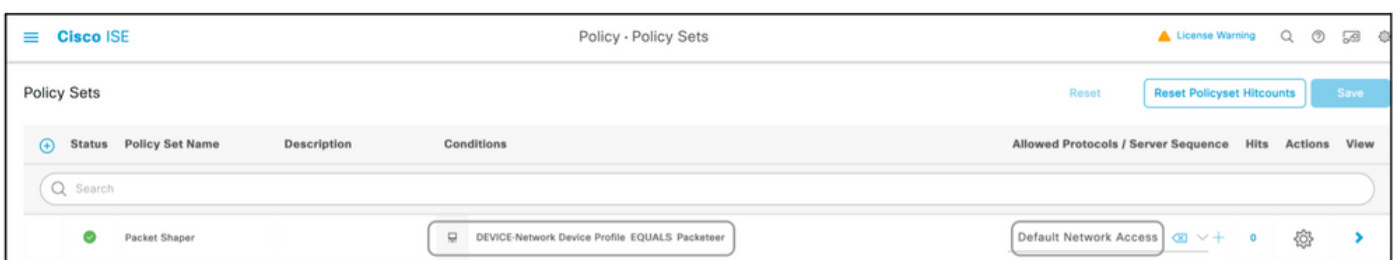 Cisco ISE Policy · Policy Sets License Warning
Policy Sets Reset Reset Policyset Hitcounts Save
Status Policy Set Name Description Conditions Allowed Protocols / Server Sequence Hits Actions View
Search
Packet Shaper DEVICE-Network Device Profile EQUALS Packeteer Default Network Access 0